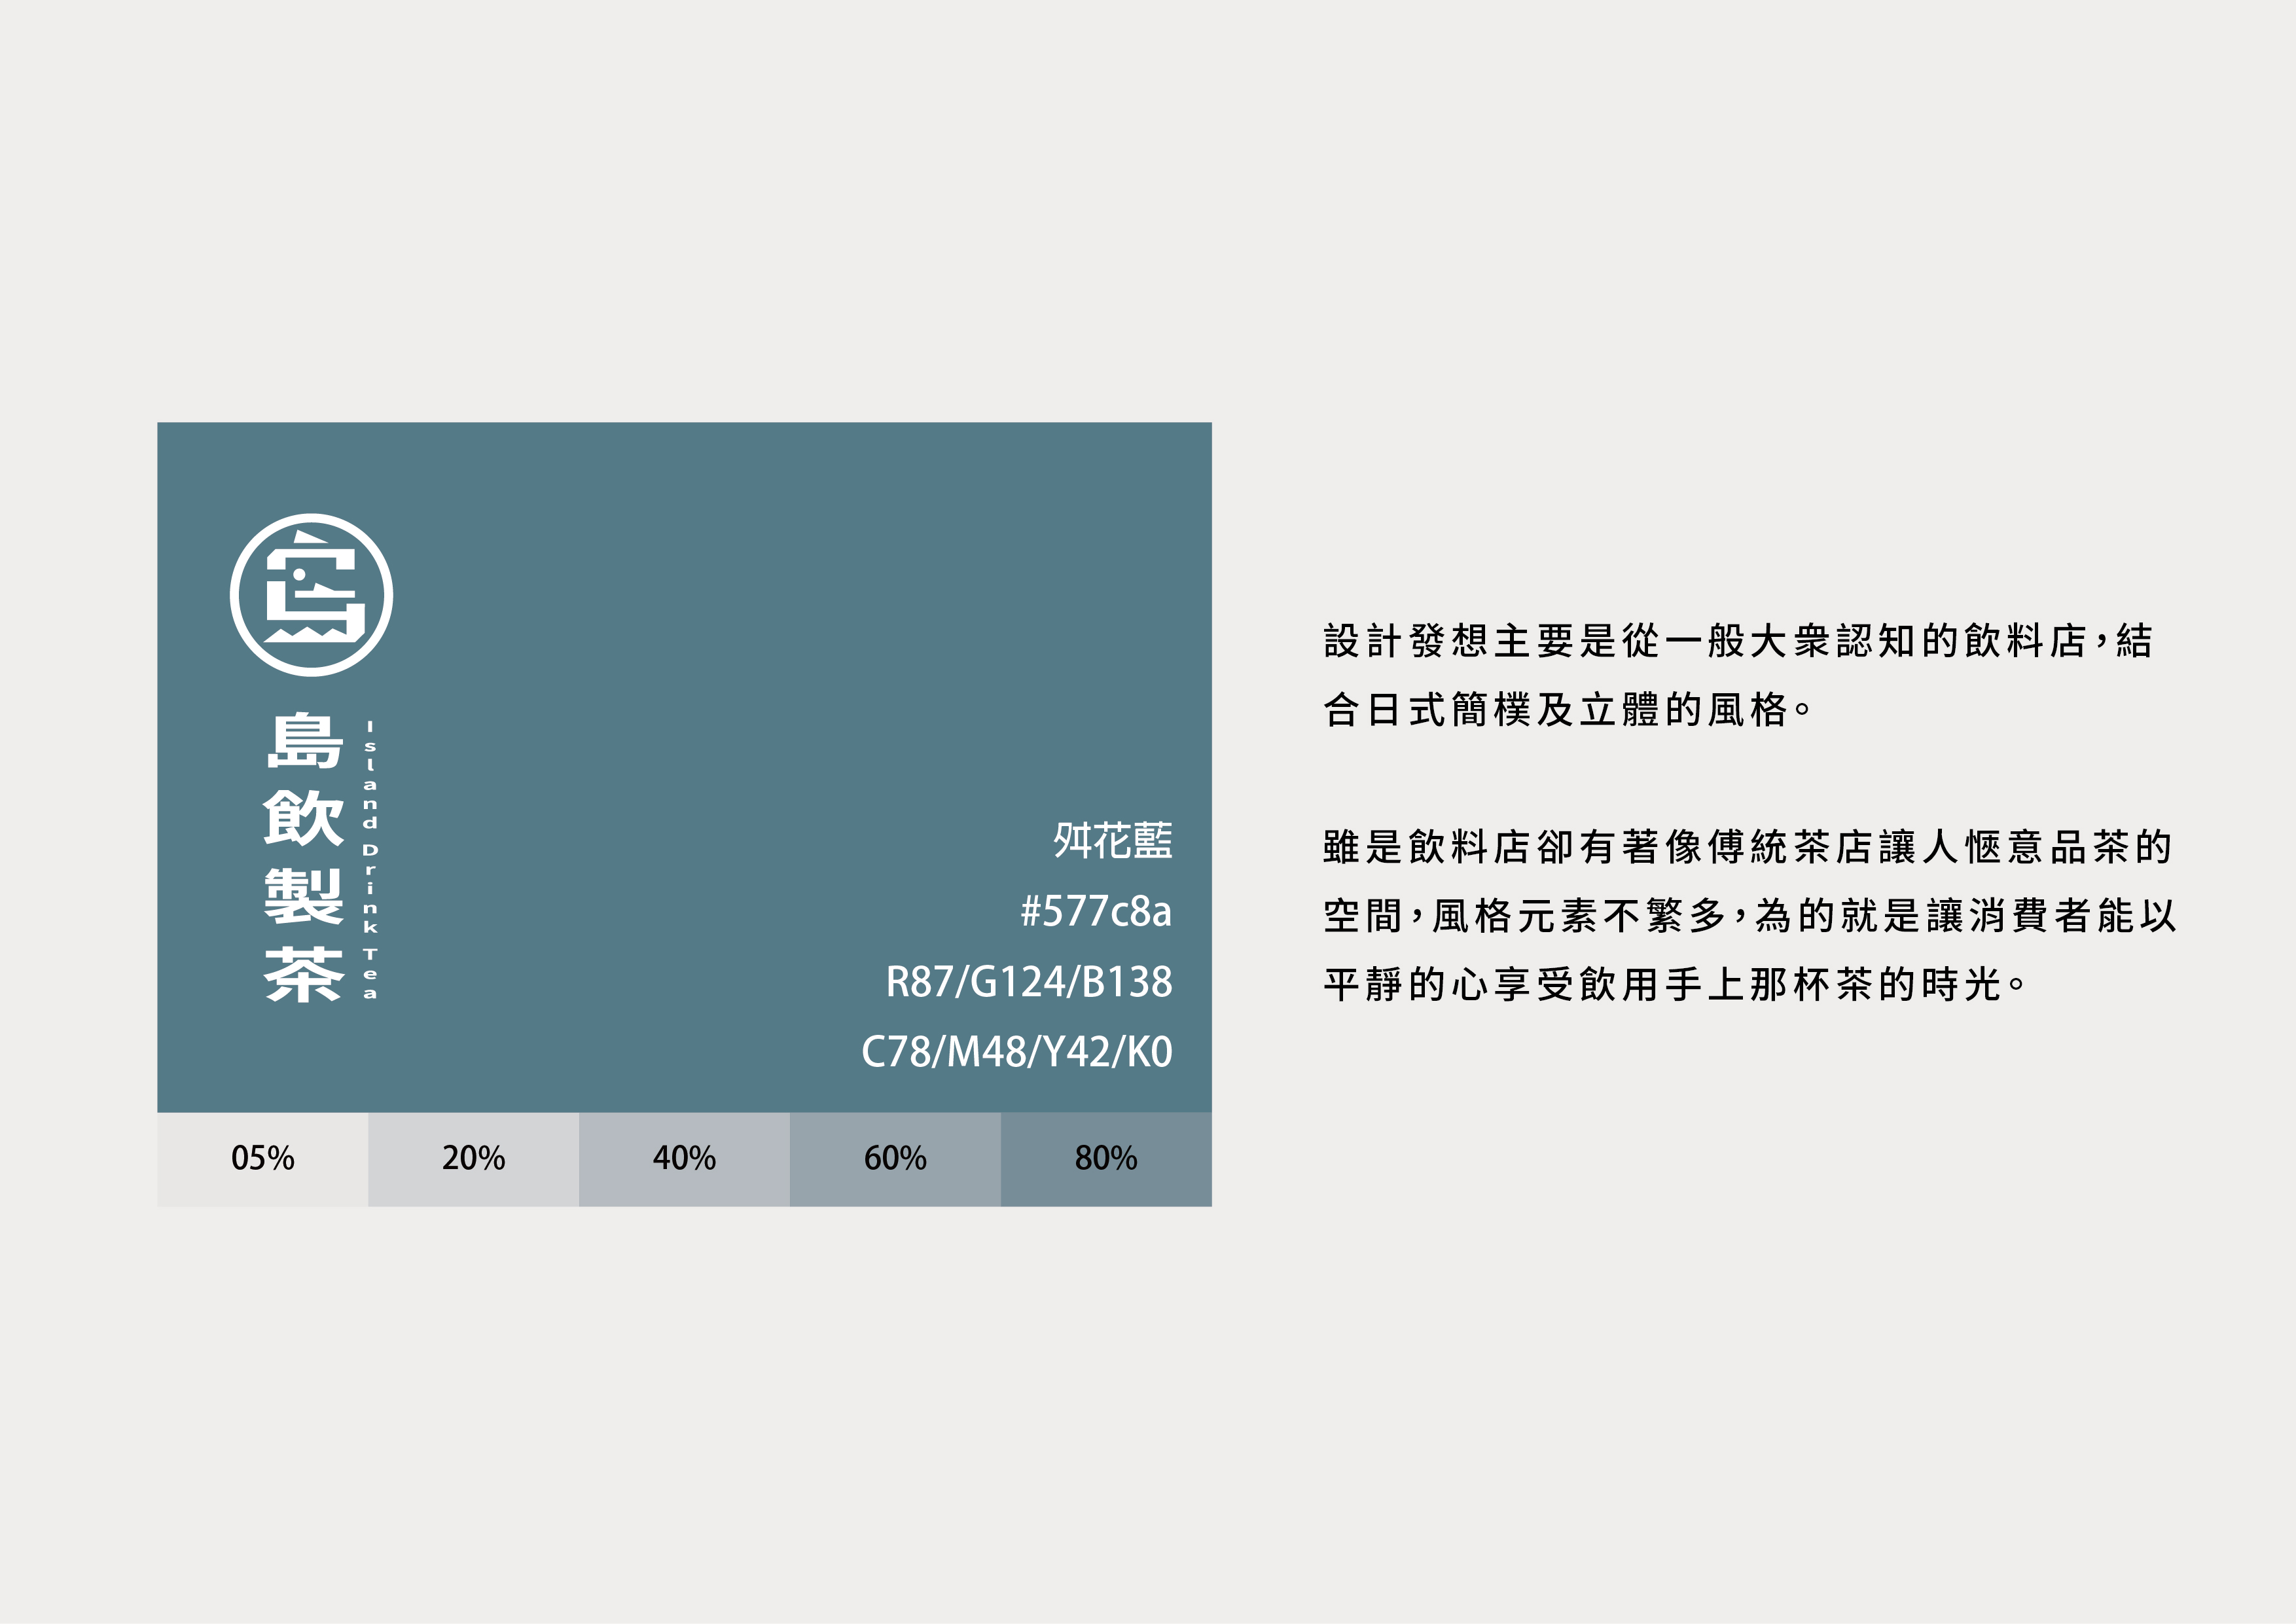 島飲製茶
Island Drink Tea
舛花藍
#577c8a
R87/G124/B138
C78/M48/Y42/K0
05%
20%
40%
60%
80%
設計發想主要是從一般大衆認知的飲料店，結
合日式簡樸及立體的風格。
雖是飲料店卻有著像傅統茶店讓人愜意品茶的
空間，風格元素不繁多，為的就是讓消費者能以
平靜的心享受飲用手上那杯茶的時光。